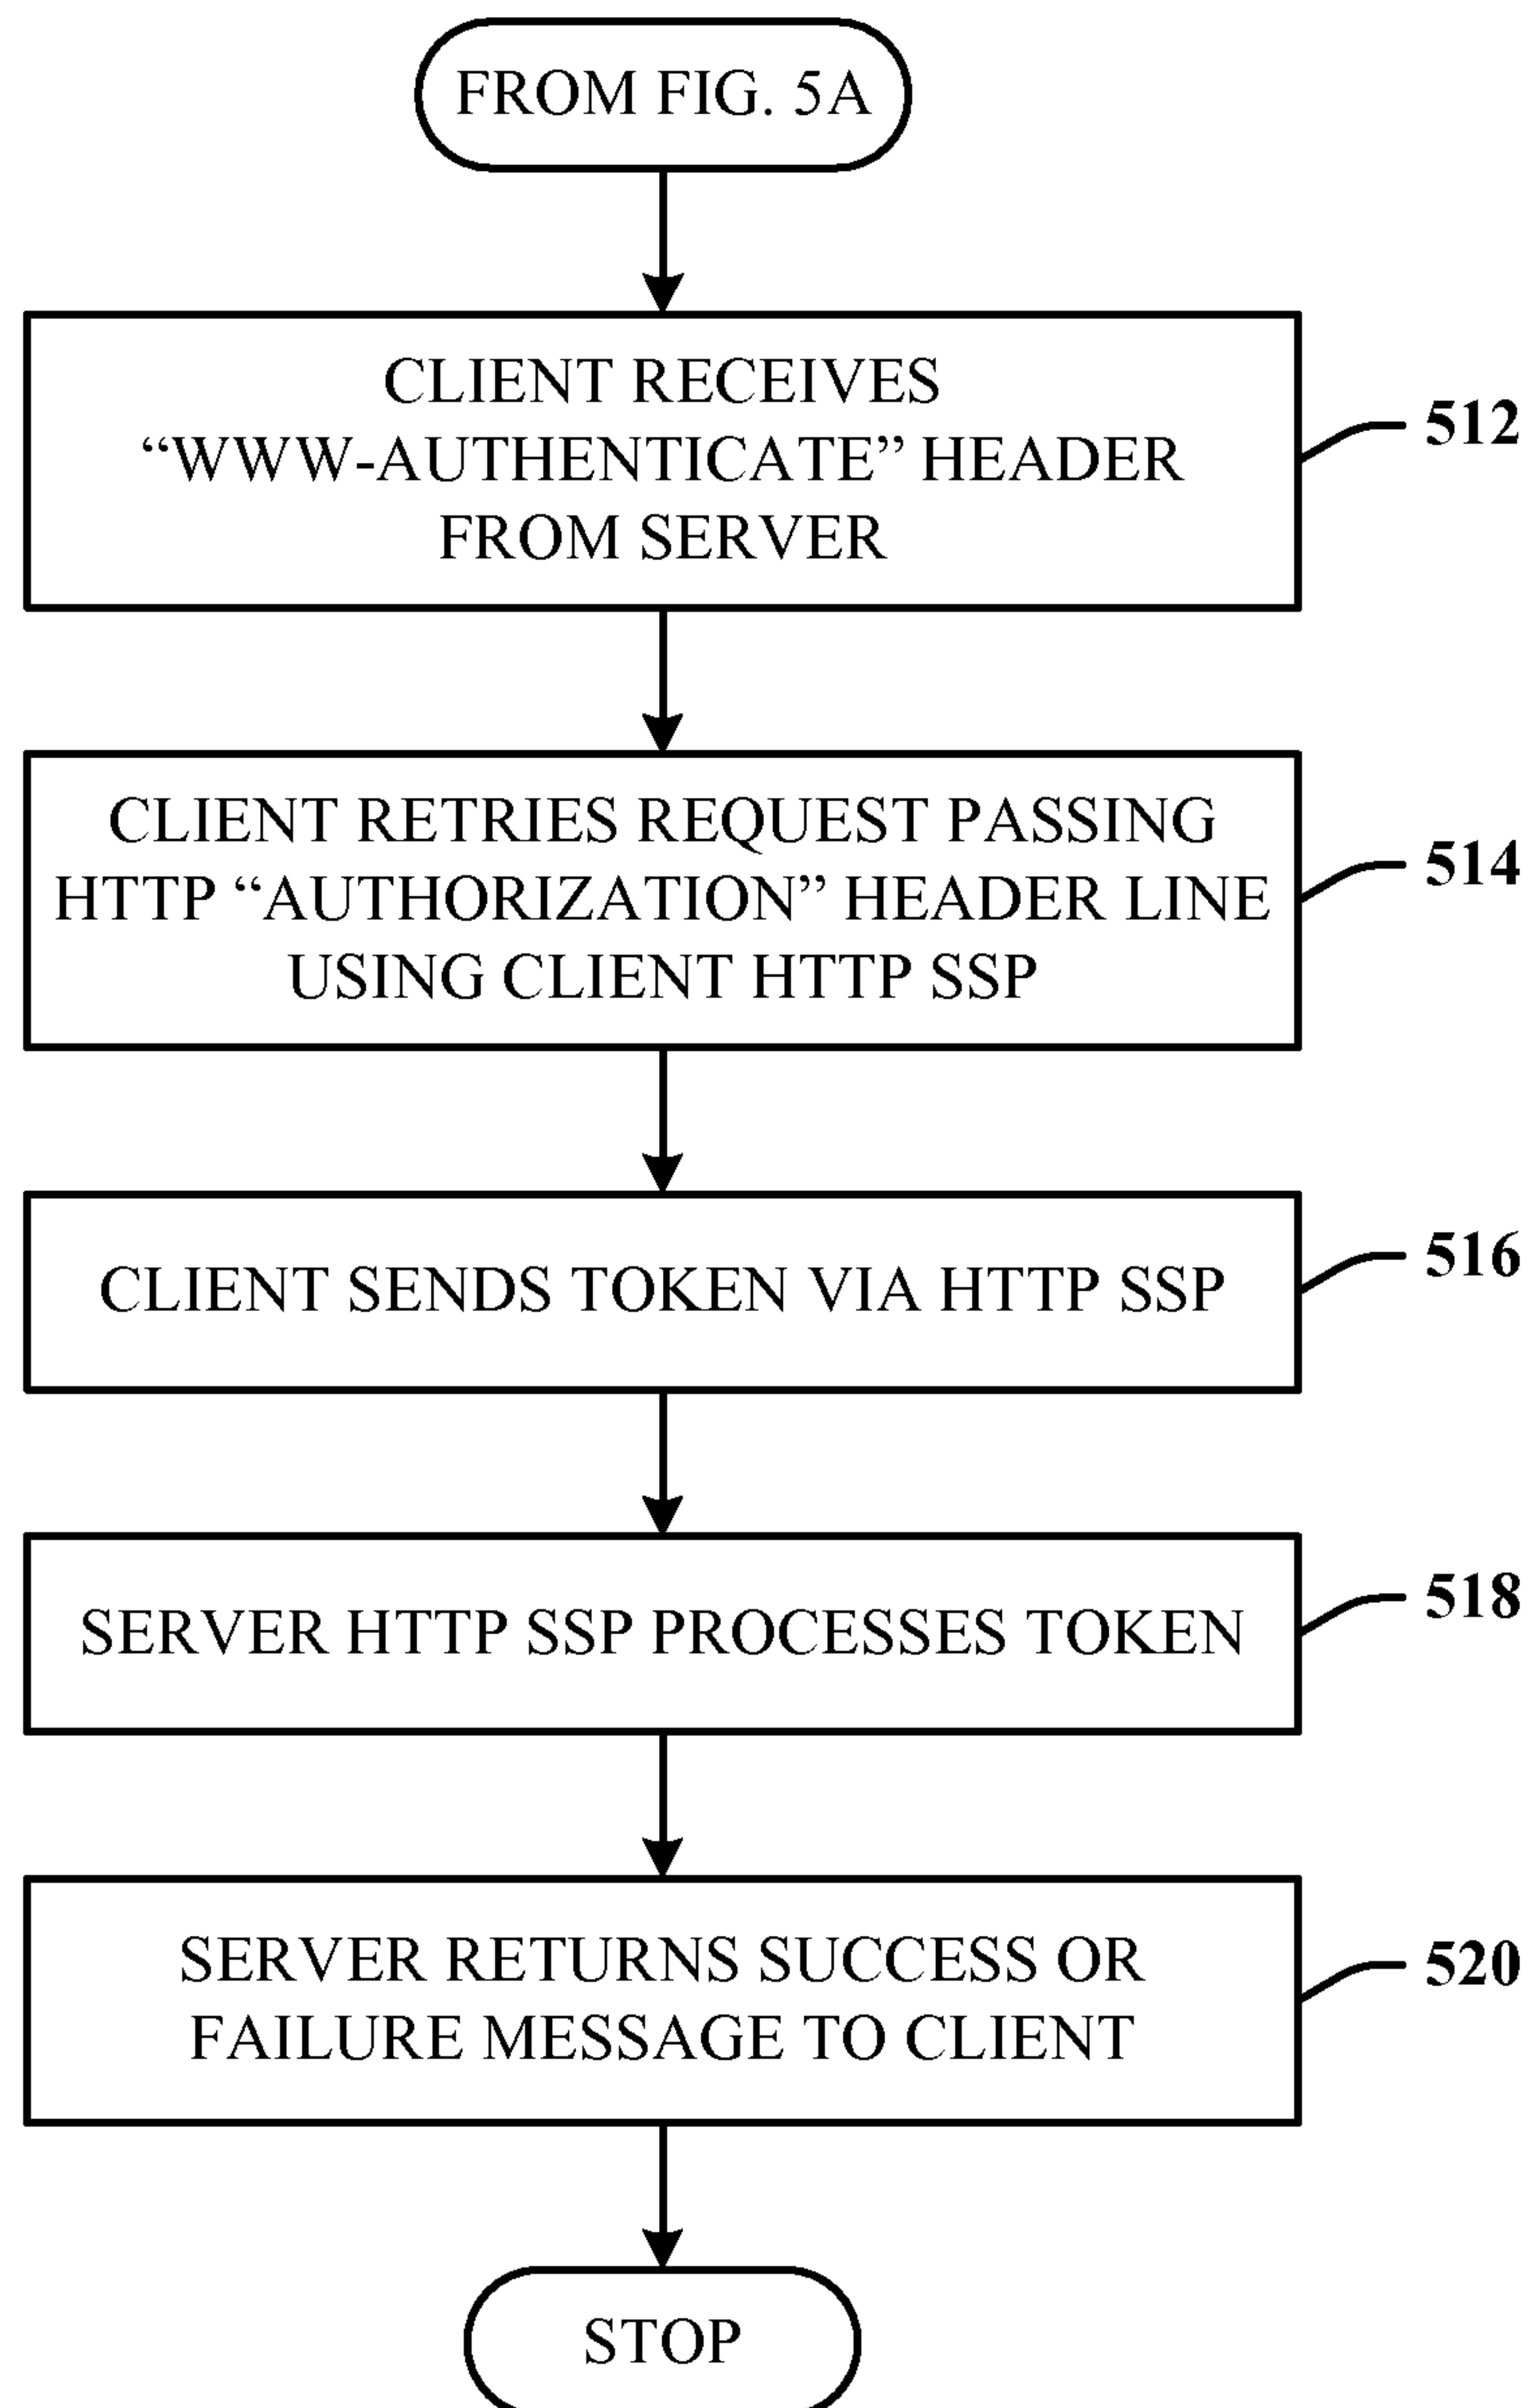 FROM FIG. 5A
CLIENT RECEIVES
“WWW-AUTHENTICATE” HEADER
FROM SERVER
512
CLIENT RETRIES REQUEST PASSING
HTTP “AUTHORIZATION” HEADER LINE
USING CLIENT HTTP SSP
514
CLIENT SENDS TOKEN VIA HTTP SSP
516
SERVER HTTP SSP PROCESSES TOKEN
518
SERVER RETURNS SUCCESS OR
FAILURE MESSAGE TO CLIENT
520
STOP